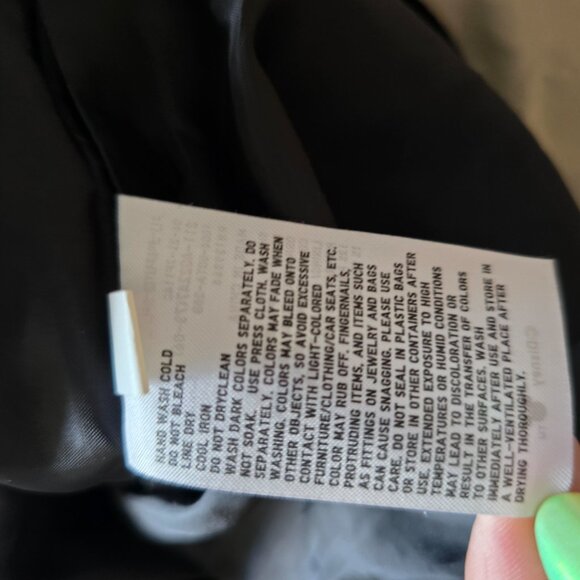 HAND WASH COLD
DO NOT BLEACH
LINE DRY
COOL IRON
DO NOT DRYCLEAN
WASH DARK COLORS SEPARATELY. DO
NOT SOAK. USE PRESS CLOTH. WASH
SEPARATELY. COLORS MAY FADE WHEN
WASHING. COLORS MAY BLEED ONTO
OTHER OBJECTS, SO AVOID EXCESSIVE
CONTACT WITH LIGHT-COLORED
FURNITURE/CLOTHING/CAR SEATS, ETC.
COLOR MAY RUB OFF. FINGERNAILS,
PROTRUDING ITEMS, AND ITEMS SUCH
AS FITTINGS ON JEWELRY AND BAGS
CAN CAUSE SNAGGING. PLEASE USE
CARE. DO NOT SEAL IN PLASTIC BAGS
OR STORE IN OTHER CONTAINERS AFTER
USE. EXTENDED EXPOSURE TO HIGH
TEMPERATURES OR HUMID CONDITIONS
MAY LEAD TO DISCOLORATION OR
RESULT IN THE TRANSFER OF COLORS
TO OTHER SURFACES. WASH
IMMEDIATELY AFTER USE AND STORE IN
A WELL-VENTILATED PLACE AFTER
DRYING THOROUGHLY.
©Disney